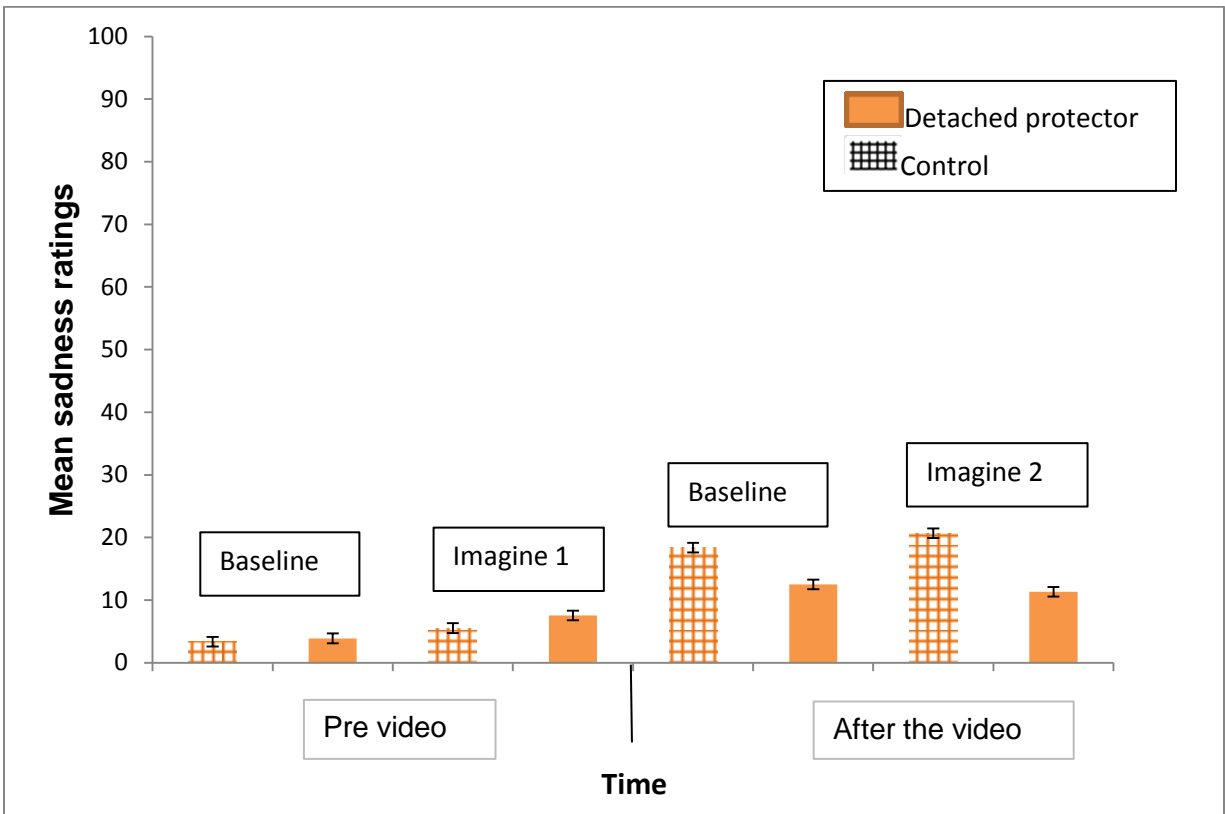 100
90
80
70
60
50
40
30
20
10
0
Mean sadness ratings
Detached protector
Control
Baseline
Imagine 1
Baseline
Imagine 2
Pre video
After the video
Time